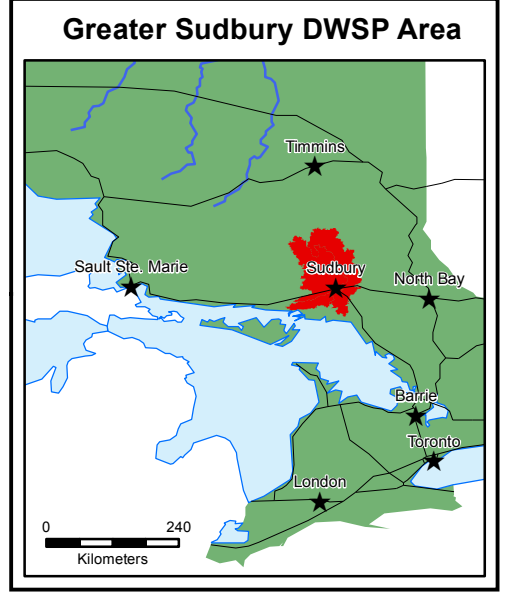 Greater Sudbury DWSP Area
Timmins
Sault Ste. Marie
Sudbury
North Bay
Barrie
Toronto
London
0 240
Kilometers